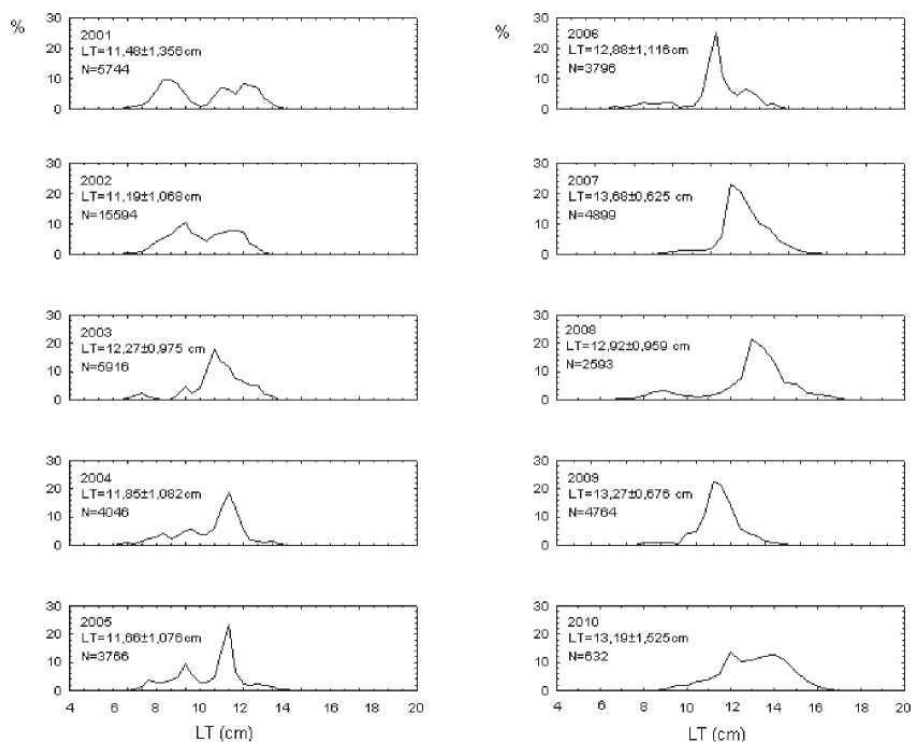 %
30
20
10
0
2001
LT=11,48±1,356cm
N=5744
30
20
10
0
2002
LT=11,19±1,068cm
N=15594
30
20
10
0
2003
LT=12,27±0,975 cm
N=5916
30
20
10
0
2004
LT=11,85±1,082cm
N=4046
30
20
10
0
2005
LT=11,66±1,076cm
N=3766
4 6 8 10 12 14 16 18 20
LT (cm)
%
30
20
10
0
2006
LT=12,88±1,116cm
N=3796
30
20
10
0
2007
LT=13,68±0,625 cm
N=4899
30
20
10
0
2008
LT=12,92±0,959 cm
N=2593
30
20
10
0
2009
LT=13,27±0,676 cm
N=4764
30
20
10
0
2010
LT=13,19±1,525cm
N=632
4 6 8 10 12 14 16 18 20
LT (cm)